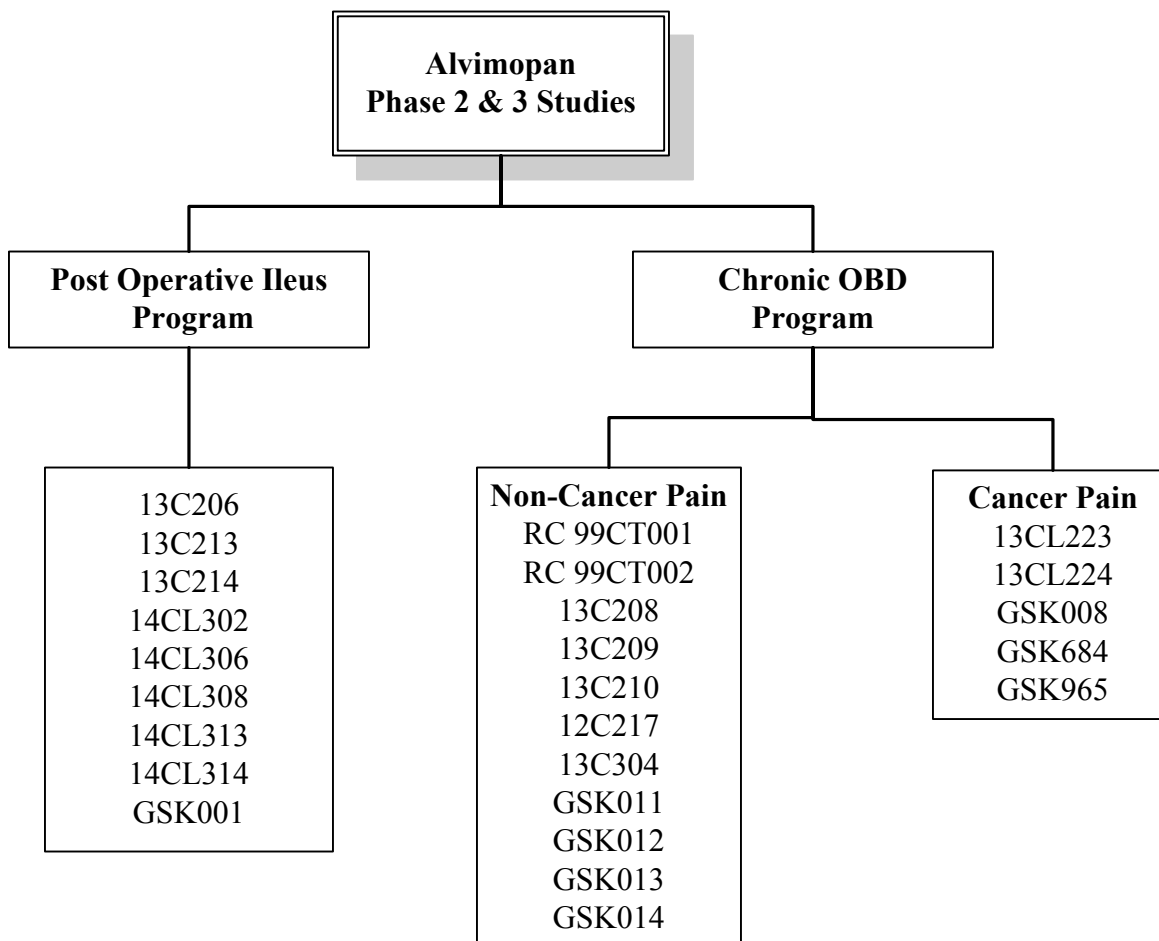 Alvimopan
Phase 2 & 3 Studies
Post Operative Ileus
Program
Chronic OBD
Program
13C206
13C213
13C214
14CL302
14CL306
14CL308
14CL313
14CL314
GSK001
Non-Cancer Pain
RC 99CT001
RC 99CT002
13C208
13C209
13C210
12C217
13C304
GSK011
GSK012
GSK013
GSK014
Cancer Pain
13CL223
13CL224
GSK008
GSK684
GSK965